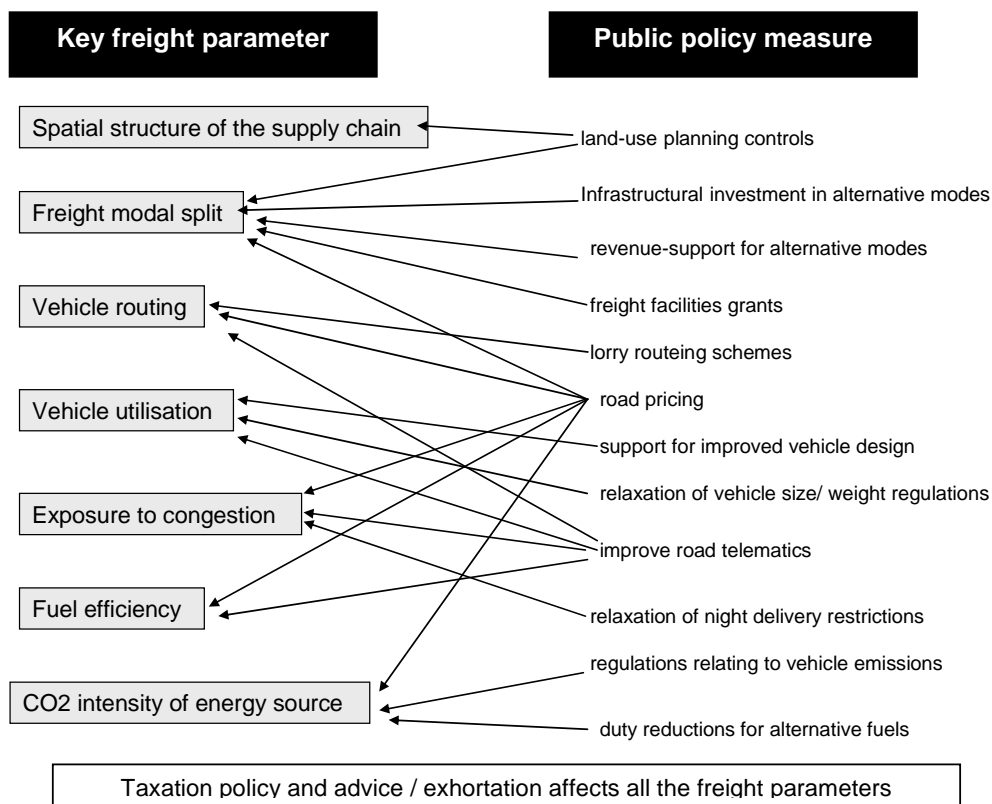 Key freight parameter
Public policy measure
Spatial structure of the supply chain
land-use planning controls
Infrastructural investment in alternative modes
Freight modal split
revenue-support for alternative modes
Vehicle routing
freight facilities grants
lorry routeing schemes
Vehicle utilisation
road pricing
support for improved vehicle design
relaxation of vehicle size/ weight regulations
Exposure to congestion
improve road telematics
Fuel efficiency
relaxation of night delivery restrictions
regulations relating to vehicle emissions
CO2 intensity of energy source
duty reductions for alternative fuels
Taxation policy and advice / exhortation affects all the freight parameters